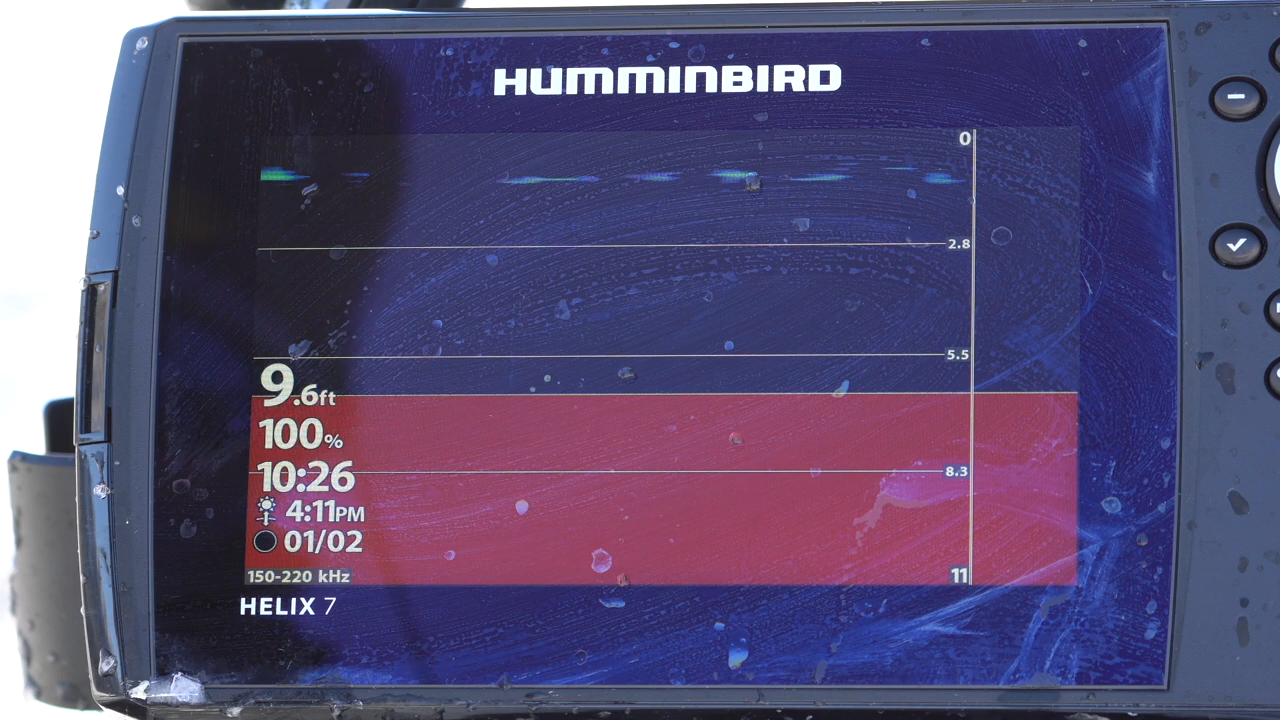 HUMMINBIRD
0
2.8
5.5
9.6ft
100%
8.3
10:26
4:11PM
01/02
150-220 kHz
11
HELIX 7